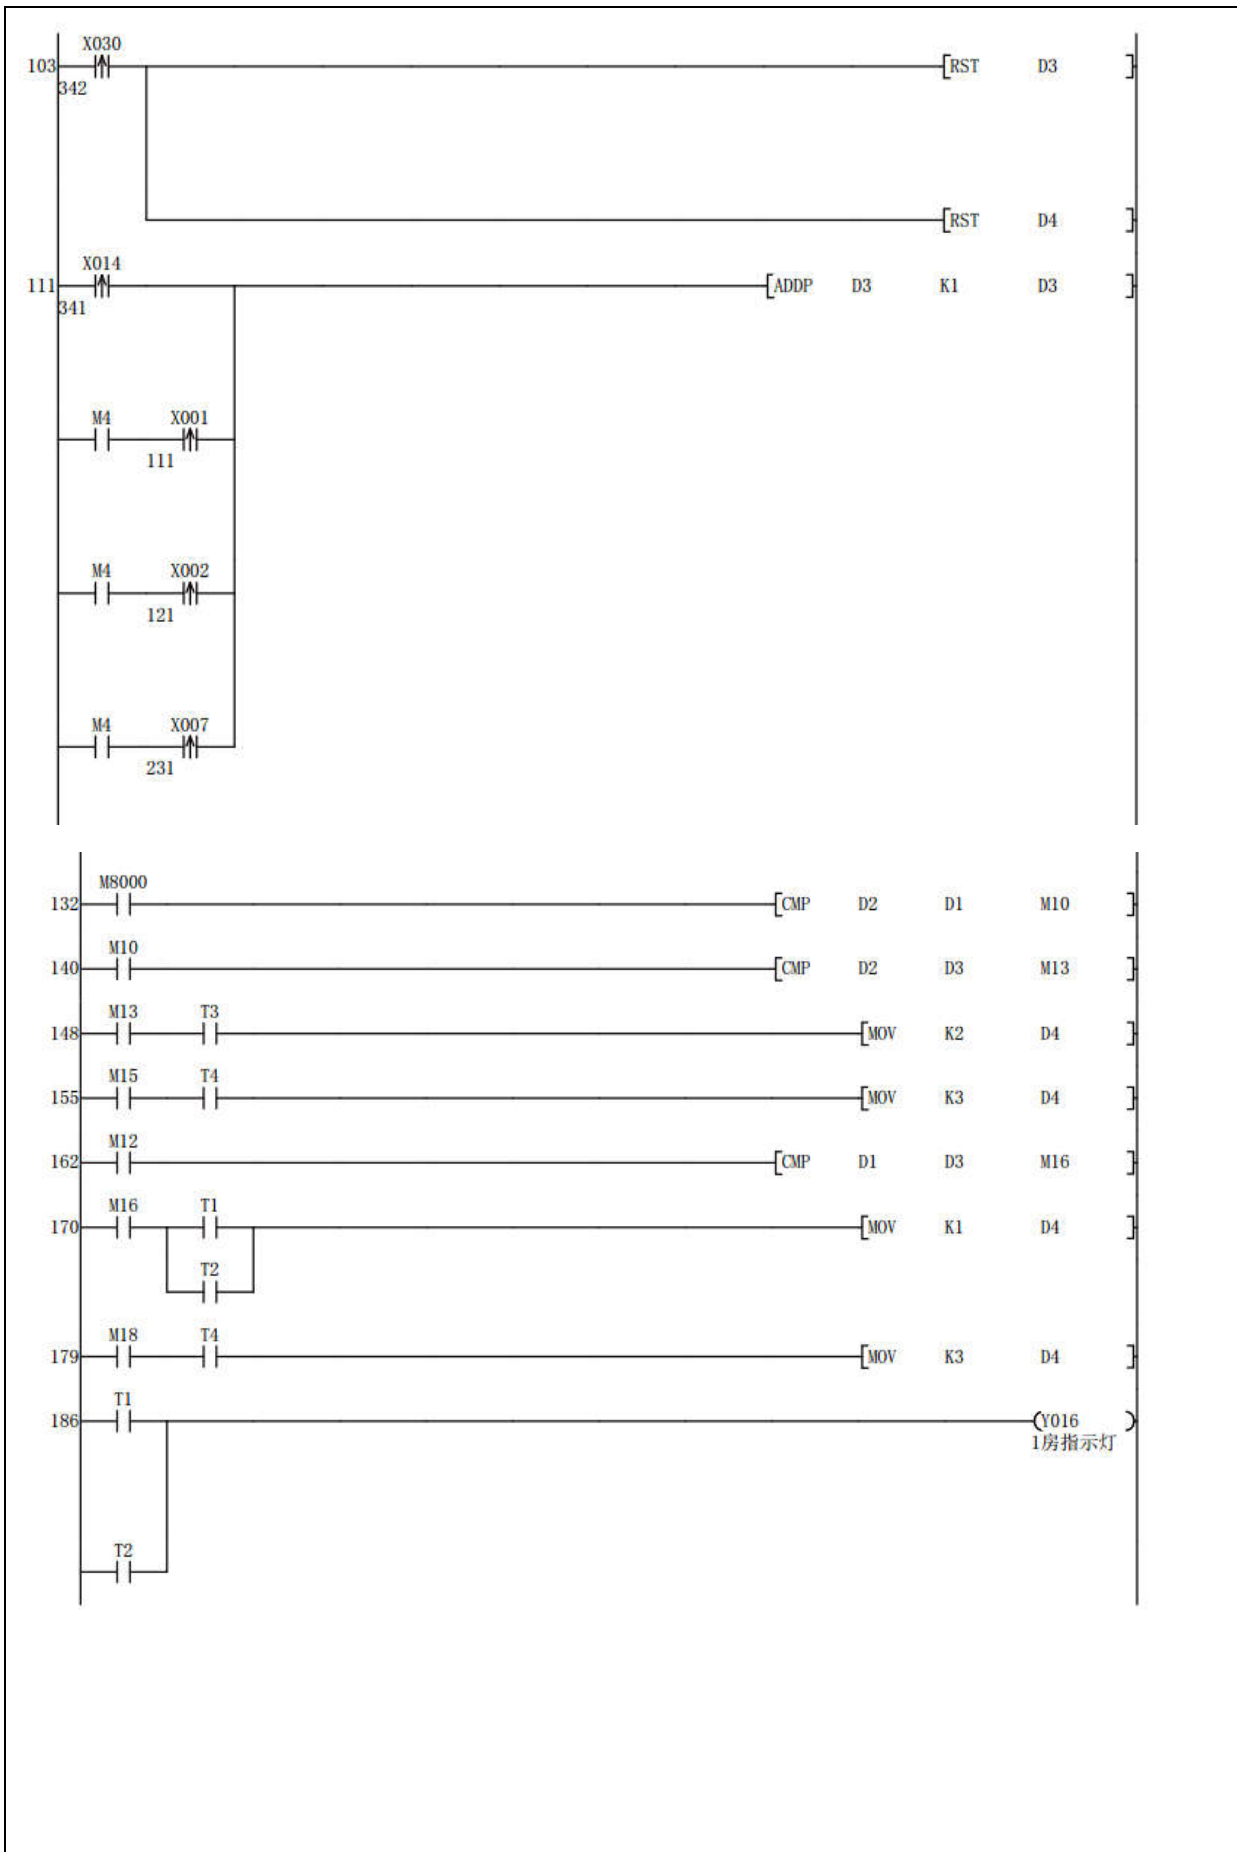 X030
103 [RST D3 ]
342
[RST D4 ]
X014
111 [ADDP D3 K1 D3 ]
341
M4 X001
111
M4 X002
121
M4 X007
231
M8000
132 [CMP D2 D1 M10 ]
M10
140 [CMP D2 D3 M13 ]
M13 T3
148 [MOV K2 D4 ]
M15 T4
155 [MOV K3 D4 ]
M12
162 [CMP D1 D3 M16 ]
M16 T1
170 [MOV K1 D4 ]
T2
M18 T4
179 [MOV K3 D4 ]
T1
186 (Y016 )
1房指示灯
T2